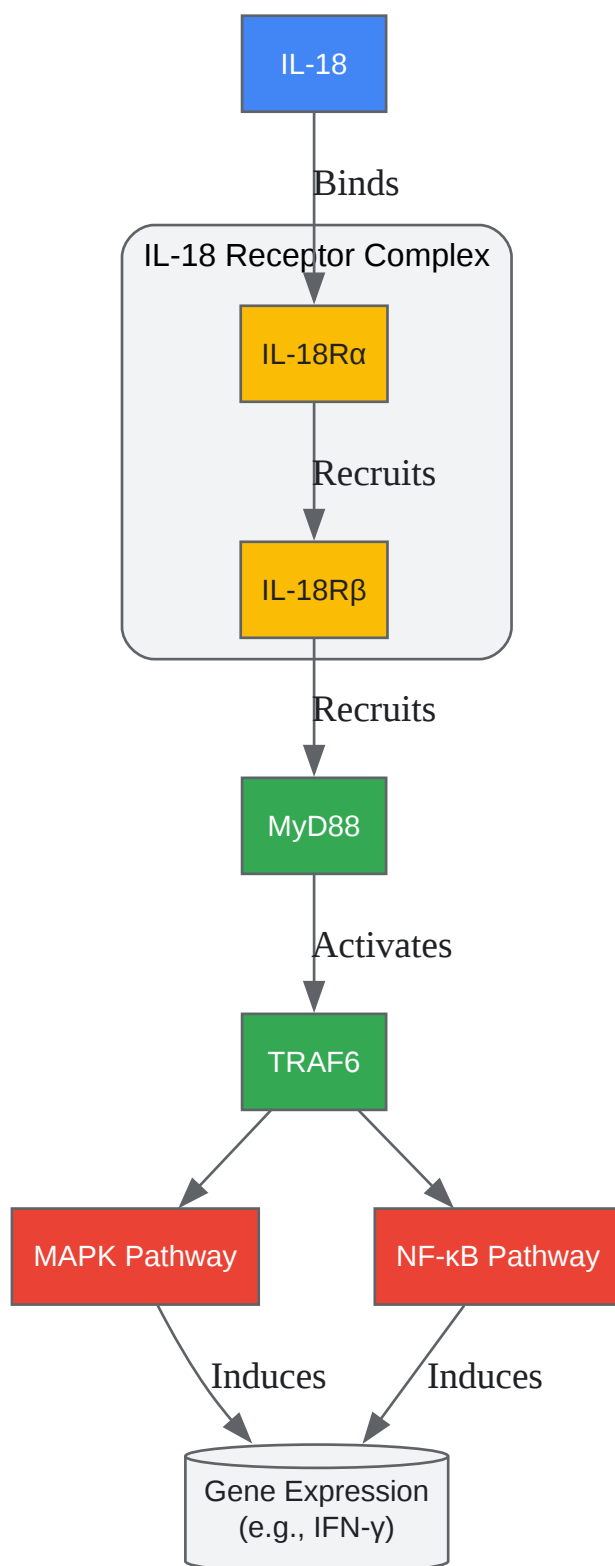 IL-18
Binds
IL-18 Receptor Complex
IL-18Rα
Recruits
IL-18Rβ
Recruits
MyD88
Activates
TRAF6
MAPK Pathway
NF-κB Pathway
Induces
Induces
Gene Expression
(e.g., IFN-γ)